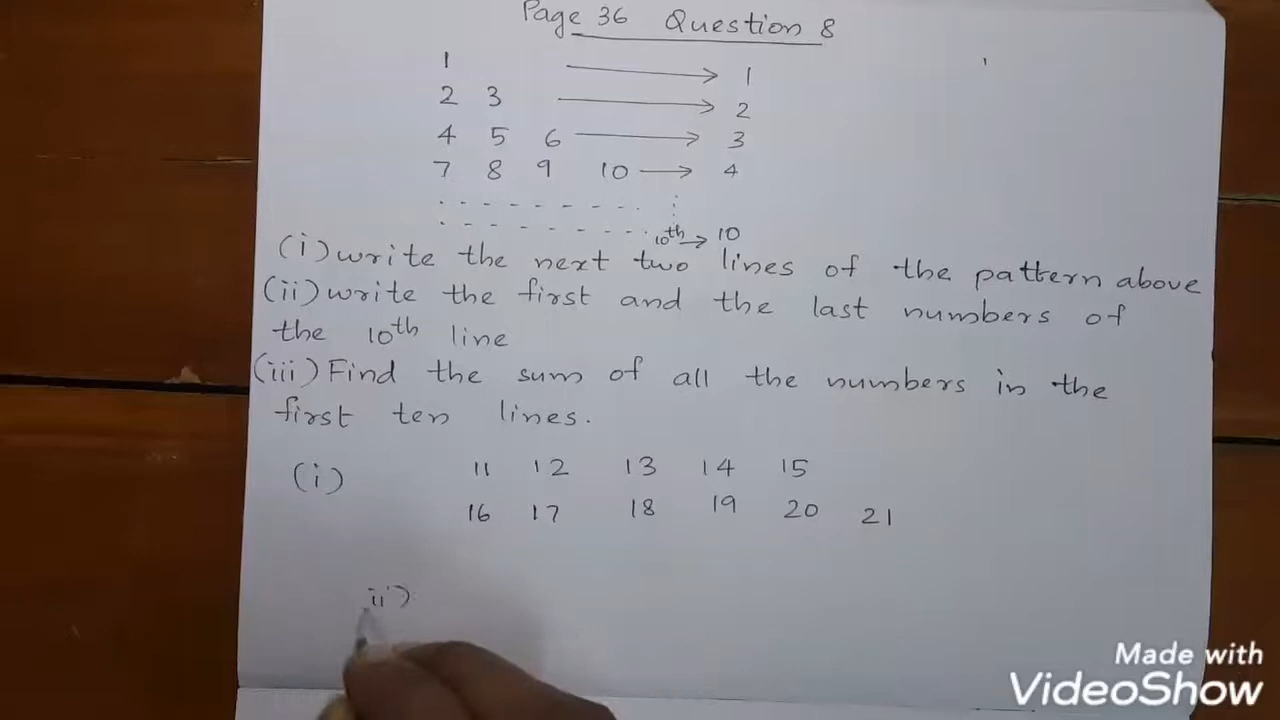 Page 36 Question 8
1 → 1
2 3 → 2
4 5 6 → 3
7 8 9 10 → 4
10th → 10
(i) write the next two lines of the pattern above
(ii) write the first and the last numbers of
the 10th line
(iii) Find the sum of all the numbers in the
first ten lines.
(i) 11 12 13 14 15
16 17 18 19 20 21
ii)
Made with
VideoShow